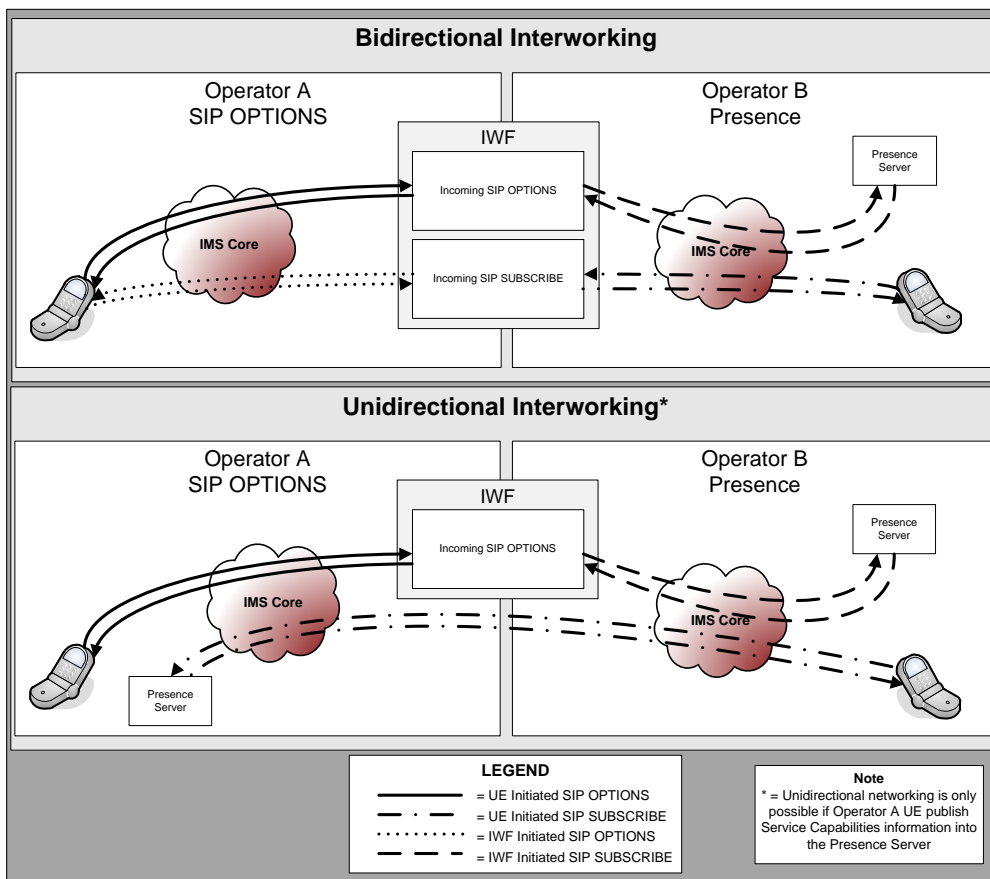 Bidirectional Interworking
Operator A
SIP OPTIONS
Operator B
Presence
IWF
Presence
Server
Incoming SIP OPTIONS
IMS Core
IMS Core
Incoming SIP SUBSCRIBE
Unidirectional Interworking*
Operator A
SIP OPTIONS
Operator B
Presence
IWF
Presence
Server
Incoming SIP OPTIONS
IMS Core
IMS Core
Presence
Server
LEGEND
= UE Initiated SIP OPTIONS
= UE Initiated SIP SUBSCRIBE
= IWF Initiated SIP OPTIONS
= IWF Initiated SIP SUBSCRIBE
Note
* = Unidirectional networking is only
possible if Operator A UE publish
Service Capabilities information into
the Presence Server